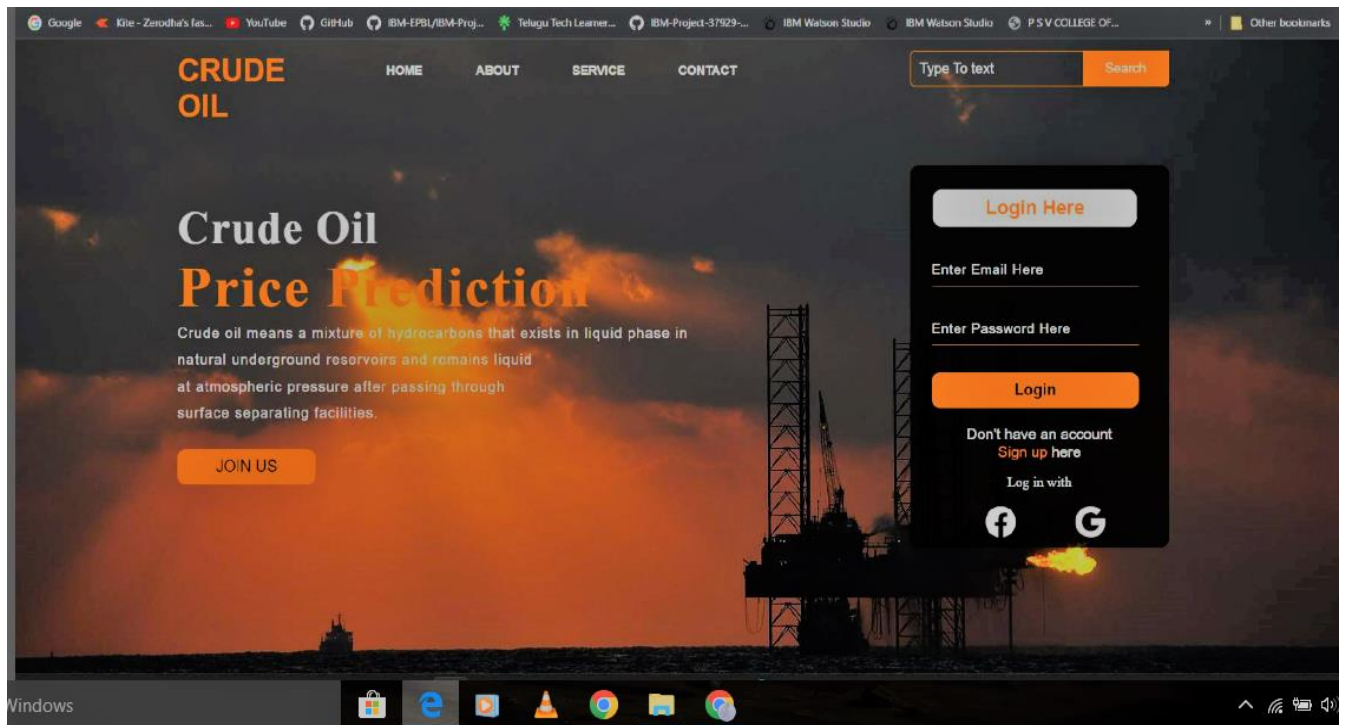 Google Kite - Zerodha's fas... YouTube GitHub IBM-EPBL/IBM-Proj... Telugu Tech Learner... IBM-Project-37929-... IBM Watson Studio IBM Watson Studio P S V COLLEGE OF... » Other bookmarks
CRUDE
OIL
HOME ABOUT SERVICE CONTACT
Type To text Search
Crude Oil
Price Prediction
Crude oil means a mixture of hydrocarbons that exists in liquid phase in
natural underground reservoirs and remains liquid
at atmospheric pressure after passing through
surface separating facilities.
JOIN US
Login Here
Enter Email Here
Enter Password Here
Login
Don't have an account
Sign up here
Log in with
Windows